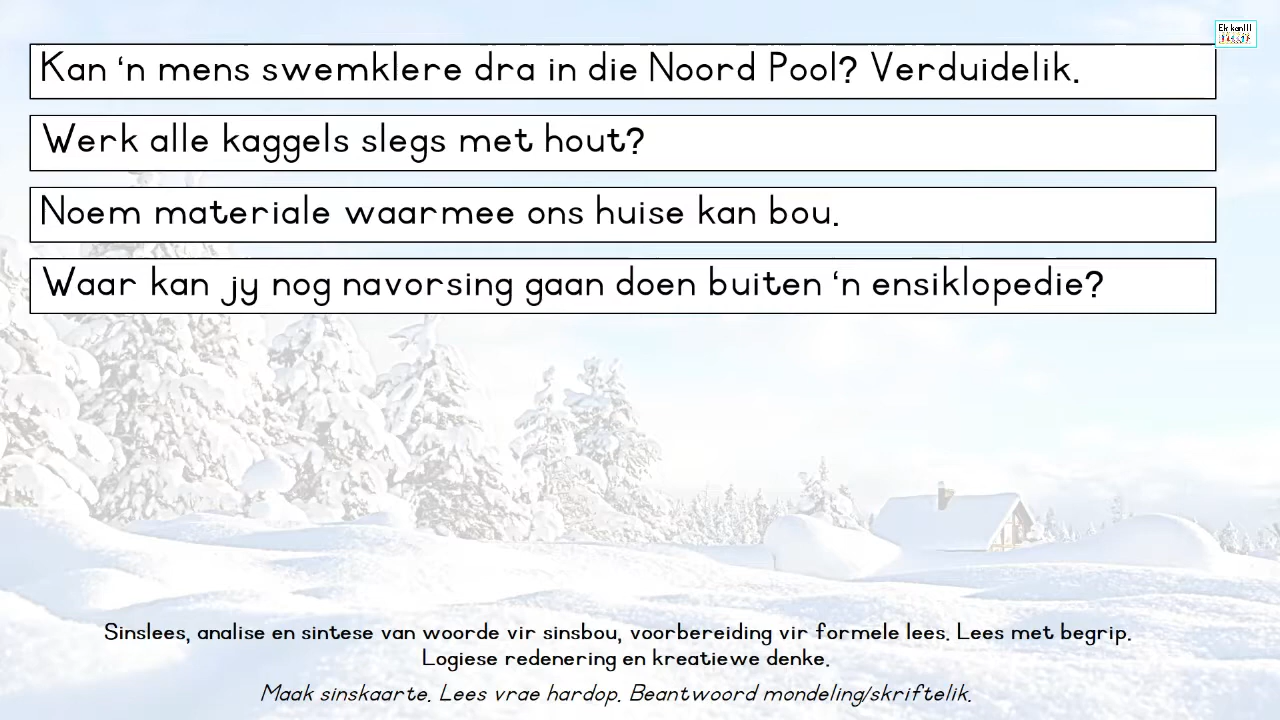 Ek kan!!!
Kan ‘n mens swemklere dra in die Noord Pool? Verduidelik.
Werk alle kaggels slegs met hout?
Noem materiale waarmee ons huise kan bou.
Waar kan jy nog navorsing gaan doen buiten ‘n ensiklopedie?
Sinslees, analise en sintese van woorde vir sinsbou, voorbereiding vir formele lees. Lees met begrip.
Logiese redenering en kreatiewe denke.
Maak sinskaarte. Lees vrae hardop. Beantwoord mondeling/skriftelik.